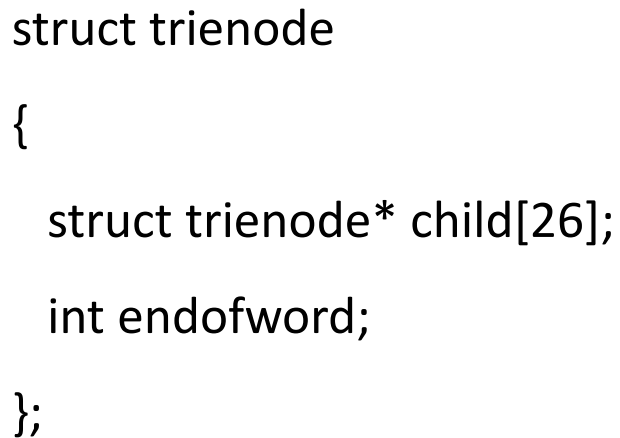 struct trienode
{
struct trienode* child[26];
int endofword;
};